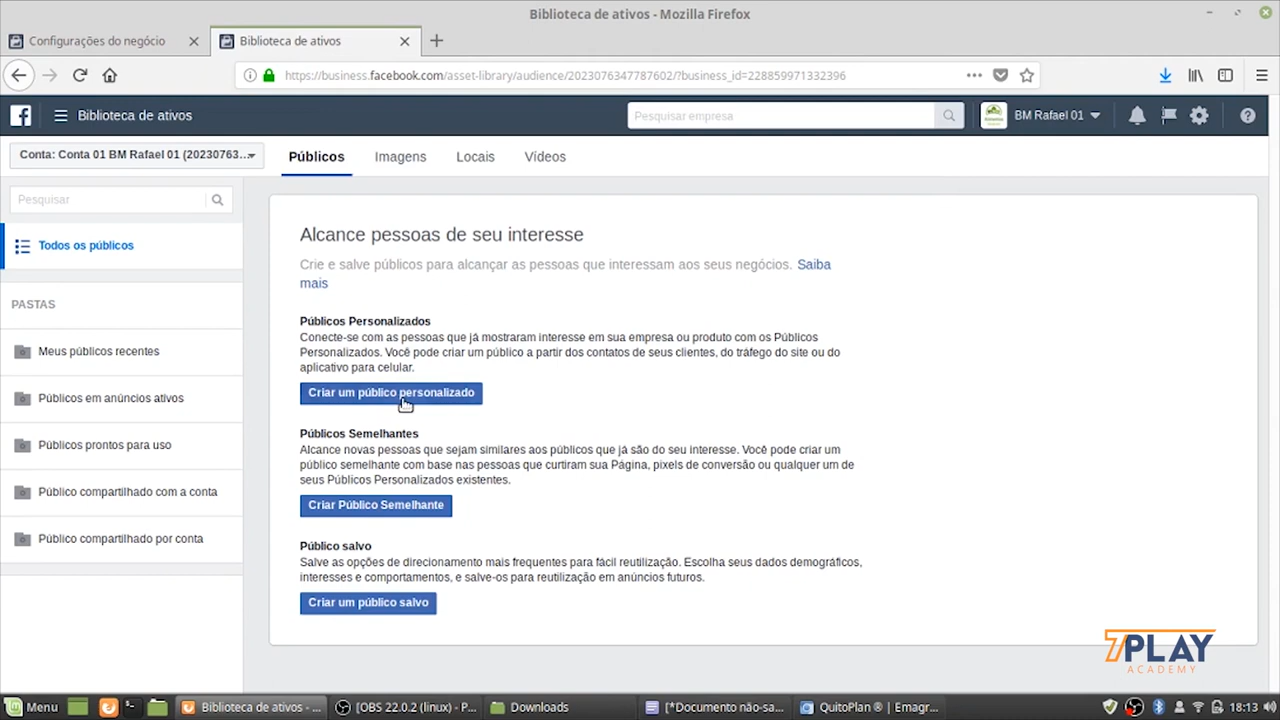 Biblioteca de ativos - Mozilla Firefox
Configurações do negócio
Biblioteca de ativos
https://business.facebook.com/asset-library/audience/2023076347787602/?business_id=228859971332396
Biblioteca de ativos
Pesquisar empresa
BM Rafael 01
Conta: Conta 01 BM Rafael 01 (20230763...
Públicos
Imagens
Locais
Vídeos
Pesquisar
Todos os públicos
PASTAS
Meus públicos recentes
Públicos em anúncios ativos
Públicos prontos para uso
Público compartilhado com a conta
Público compartilhado por conta
Alcance pessoas de seu interesse
Crie e salve públicos para alcançar as pessoas que interessam aos seus negócios. Saiba
mais
Públicos Personalizados
Conecte-se com as pessoas que já mostraram interesse em sua empresa ou produto com os Públicos
Personalizados. Você pode criar um público a partir dos contatos de seus clientes, do tráfego do site ou do
aplicativo para celular.
Criar um público personalizado
Públicos Semelhantes
Alcance novas pessoas que sejam similares aos públicos que já são do seu interesse. Você pode criar um
público semelhante com base nas pessoas que curtiram sua Página, pixels de conversão ou qualquer um de
seus Públicos Personalizados existentes.
Criar Público Semelhante
Público salvo
Salve as opções de direcionamento mais frequentes para fácil reutilização. Escolha seus dados demográficos,
interesses e comportamentos, e salve-os para reutilização em anúncios futuros.
Criar um público salvo
7PLAY
ACADEMY
Menu
Biblioteca de ativos - ...
[OBS 22.0.2 (linux) - P...
Downloads
[*Documento não-sa...
QuitoPlan ® | Emagr...
18:13